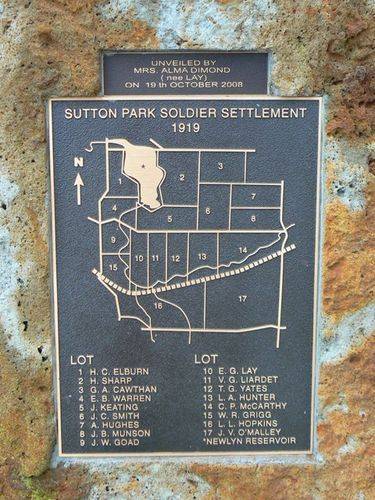 UNVEILED BY
MRS. ALMA DIMOND
( nee LAY)
ON 19 th OCTOBER 2008
SUTTON PARK SOLDIER SETTLEMENT
1919
N
*
1
2
3
4
5
6
7
8
9
10
11
12
13
14
15
16
17
LOT
1 H. C. ELBURN
2 H. SHARP
3 G. A. CAWTHAN
4 E. B. WARREN
5 J. KEATING
6 J. C. SMITH
7 A. HUGHES
8 J. B. MUNSON
9 J. W. GOAD
LOT
10 E. G. LAY
11 V. G. LIARDET
12 T. G. YATES
13 L. A. HUNTER
14 C. P. McCARTHY
15 W. R. GRIGG
16 L. L. HOPKINS
17 J. V. O'MALLEY
*NEWLYN RESERVOIR